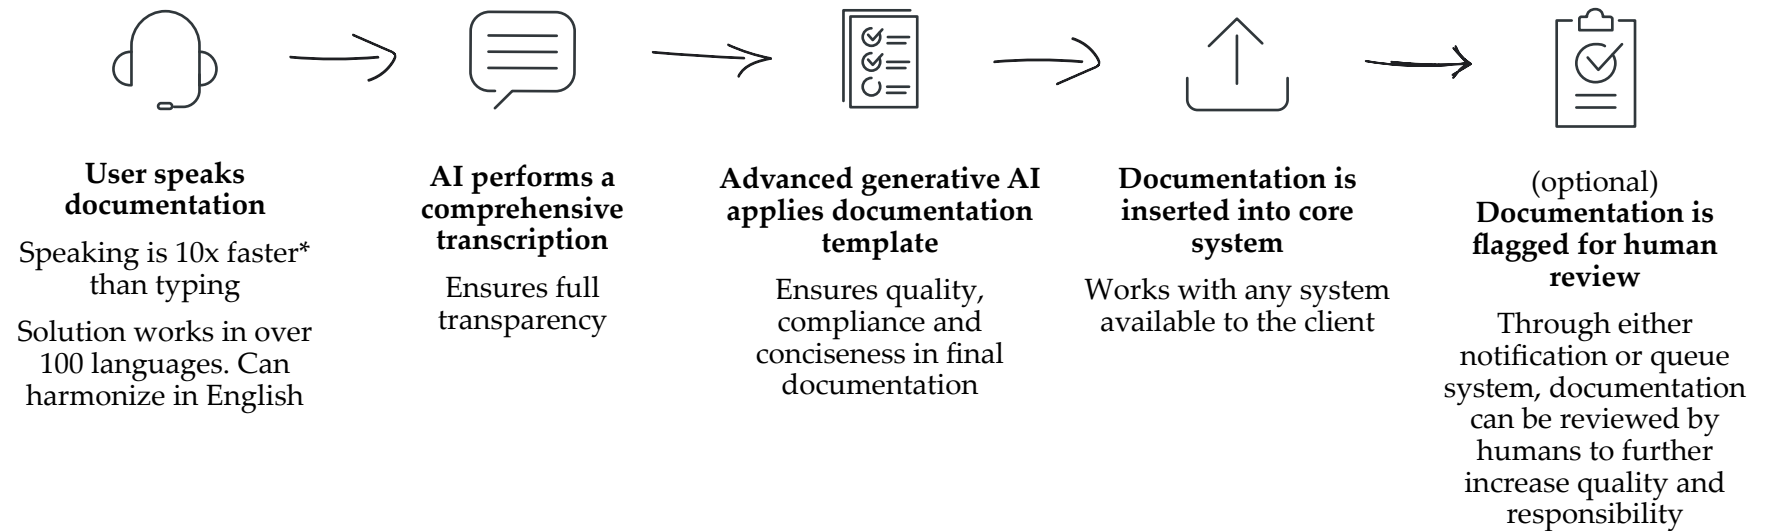 User speaks
documentation
Speaking is 10x faster*
than typing
Solution works in over
100 languages. Can
harmonize in English
AI performs a
comprehensive
transcription
Ensures full
transparency
Advanced generative AI
applies documentation
template
Ensures quality,
compliance and
conciseness in final
documentation
Documentation is
inserted into core
system
Works with any system
available to the client
(optional)
Documentation is
flagged for human
review
Through either
notification or queue
system, documentation
can be reviewed by
humans to further
increase quality and
responsibility